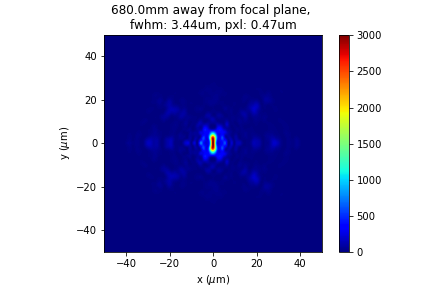 680.0mm away from focal plane,
fwhm: 3.44um, pxl: 0.47um
3000
2500
2000
1500
1000
500
0
40
20
0
−20
−40
y (μm)
−40 −20 0 20 40
x (μm)